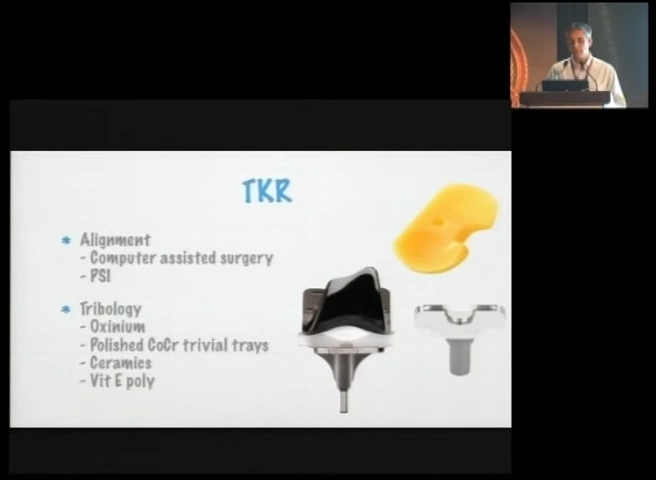 TKR
* Alignment
- Computer assisted surgery
- PSI
* Tribology
- Oxinium
- Polished CoCr trivial trays
- Ceramics
- Vit E poly